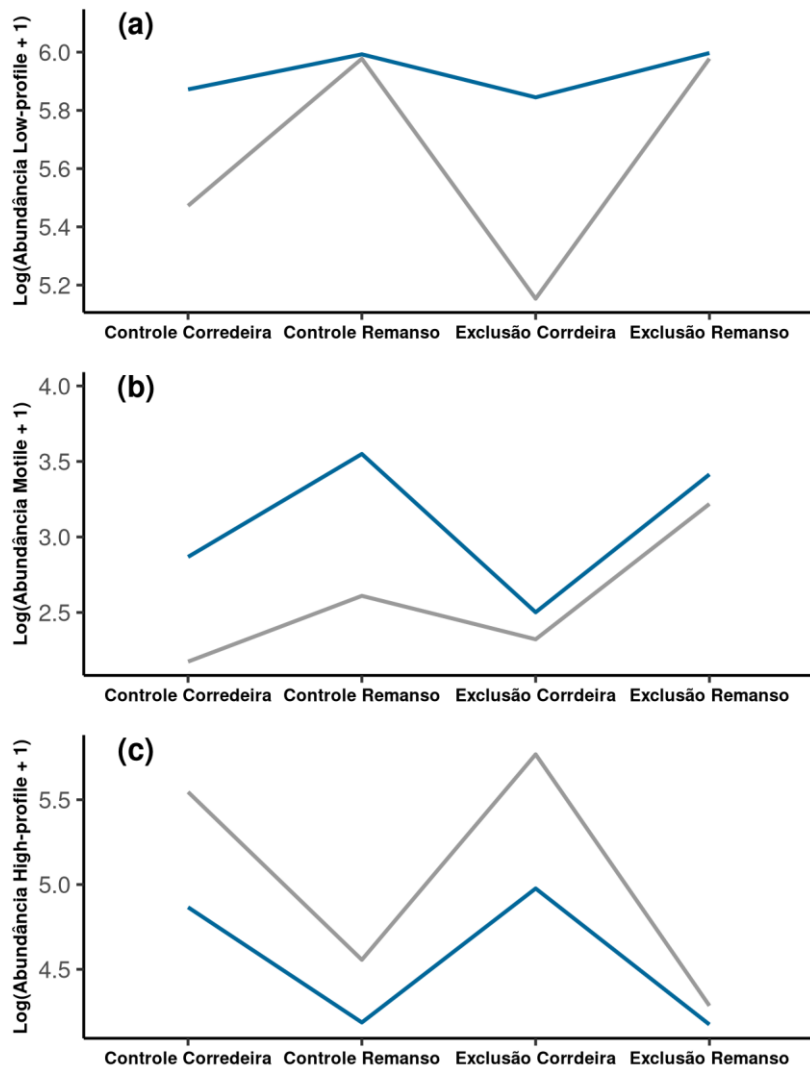 (a)
Log(Abundância Low-profile + 1)
6.0
5.8
5.6
5.4
5.2
Controle Corredeira Controle Remanso Exclusão Corrdeira Exclusão Remanso
(b)
Log(Abundância Motile + 1)
4.0
3.5
3.0
2.5
Controle Corredeira Controle Remanso Exclusão Corrdeira Exclusão Remanso
(c)
Log(Abundância High-profile + 1)
5.5
5.0
4.5
Controle Corredeira Controle Remanso Exclusão Corrdeira Exclusão Remanso